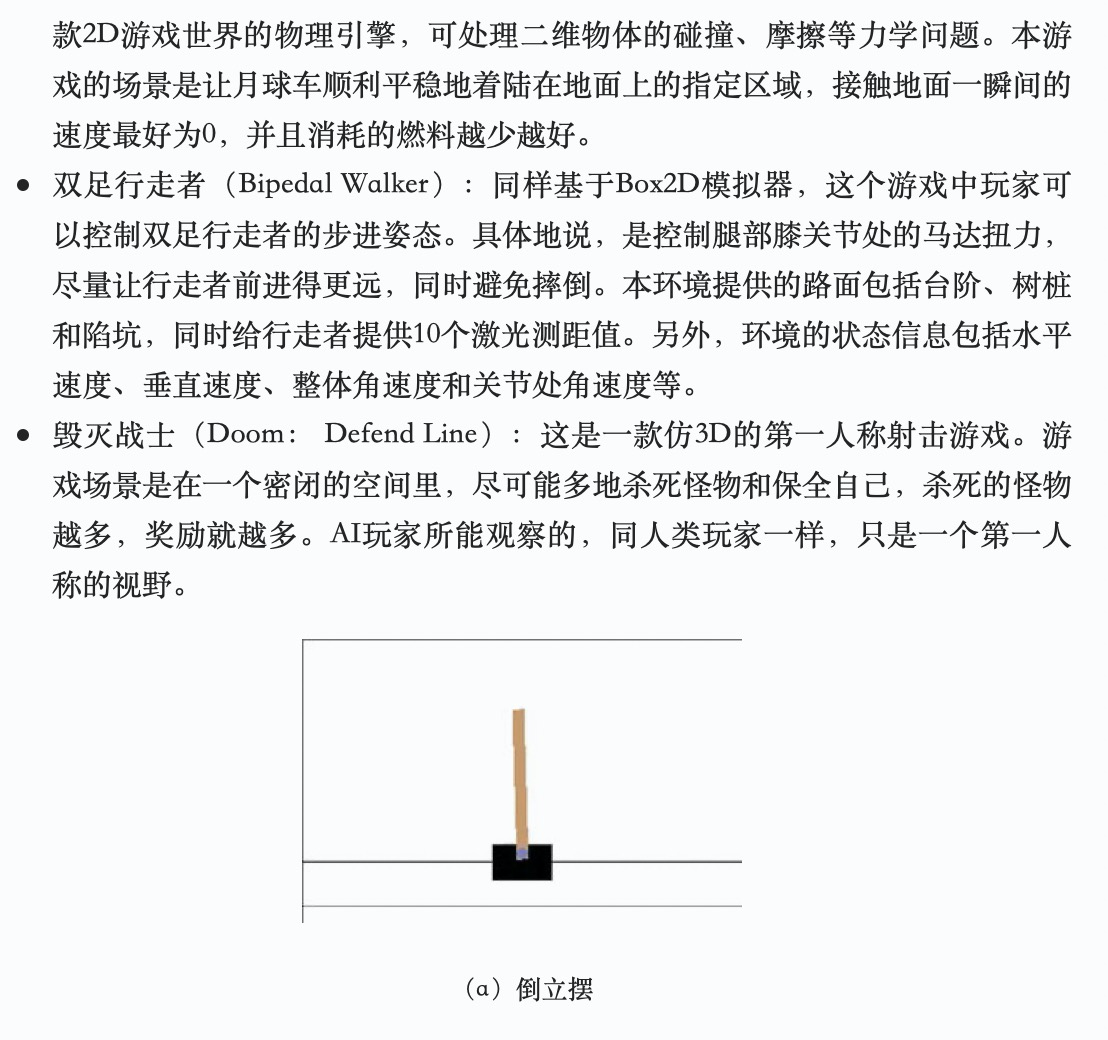 款2D游戏世界的物理引擎，可处理二维物体的碰撞、摩擦等力学问题。本游
戏的场景是让月球车顺利平稳地着陆在地面上的指定区域，接触地面一瞬间的
速度最好为0，并且消耗的燃料越少越好。
● 双足行走者（Bipedal Walker）：同样基于Box2D模拟器，这个游戏中玩家可
以控制双足行走者的步进姿态。具体地说，是控制腿部膝关节处的马达扭力，
尽量让行走者前进得更远，同时避免摔倒。本环境提供的路面包括台阶、树桩
和陷坑，同时给行走者提供10个激光测距值。另外，环境的状态信息包括水平
速度、垂直速度、整体角速度和关节处角速度等。
● 毁灭战士（Doom： Defend Line）：这是一款仿3D的第一人称射击游戏。游
戏场景是在一个密闭的空间里，尽可能多地杀死怪物和保全自己，杀死的怪物
越多，奖励就越多。AI玩家所能观察的，同人类玩家一样，只是一个第一人
称的视野。
（a）倒立摆